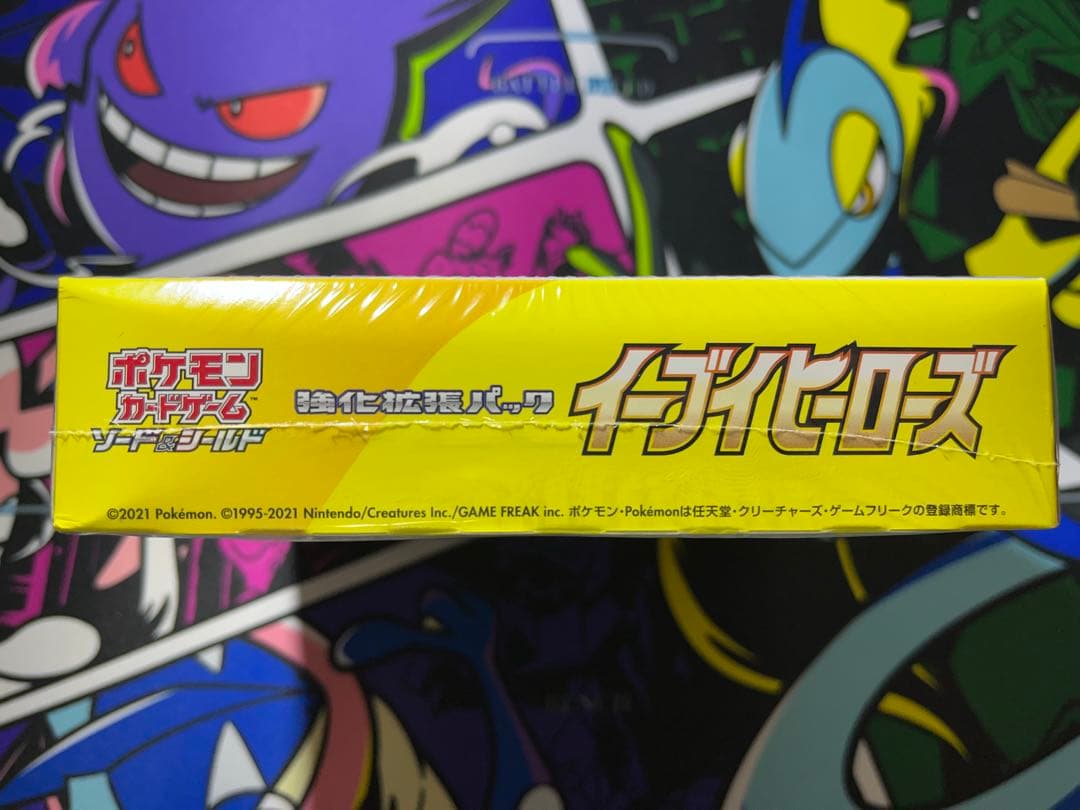 ポケモン
カードゲーム™
ソード&シールド
強化拡張パック
イーブイヒーローズ
©2021 Pokémon. ©1995-2021 Nintendo/Creatures Inc./GAME FREAK inc. ポケモン・Pokémonは任天堂・クリーチャーズ・ゲームフリークの登録商標です。